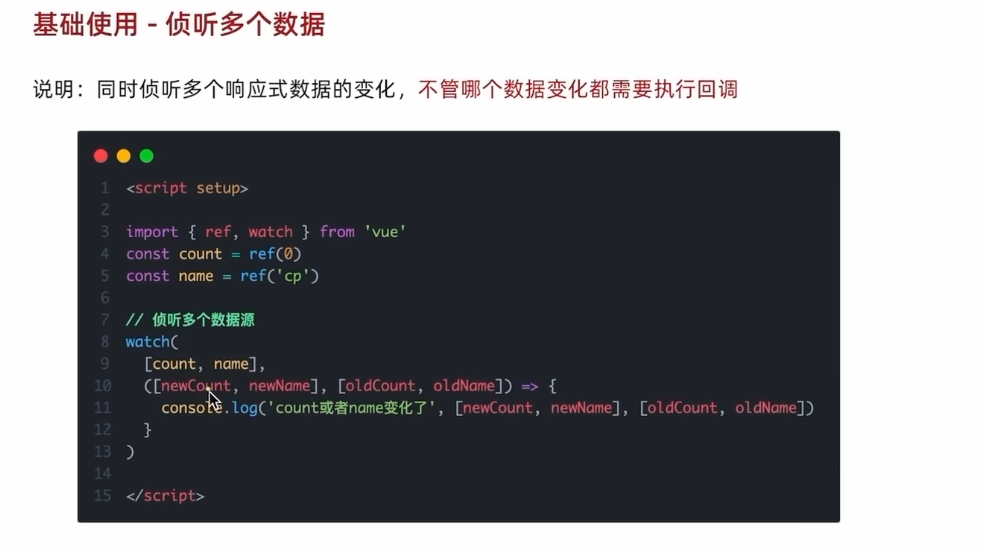 基础使用 - 侦听多个数据
说明：同时侦听多个响应式数据的变化，不管哪个数据变化都需要执行回调
1 <script setup>
2
3 import { ref, watch } from 'vue'
4 const count = ref(0)
5 const name = ref('cp')
6
7 // 侦听多个数据源
8 watch(
9 [count, name],
10 ([newCount, newName], [oldCount, oldName]) => {
11 console.log('count或者name变化了', [newCount, newName], [oldCount, oldName])
12 }
13 )
14
15 </script>